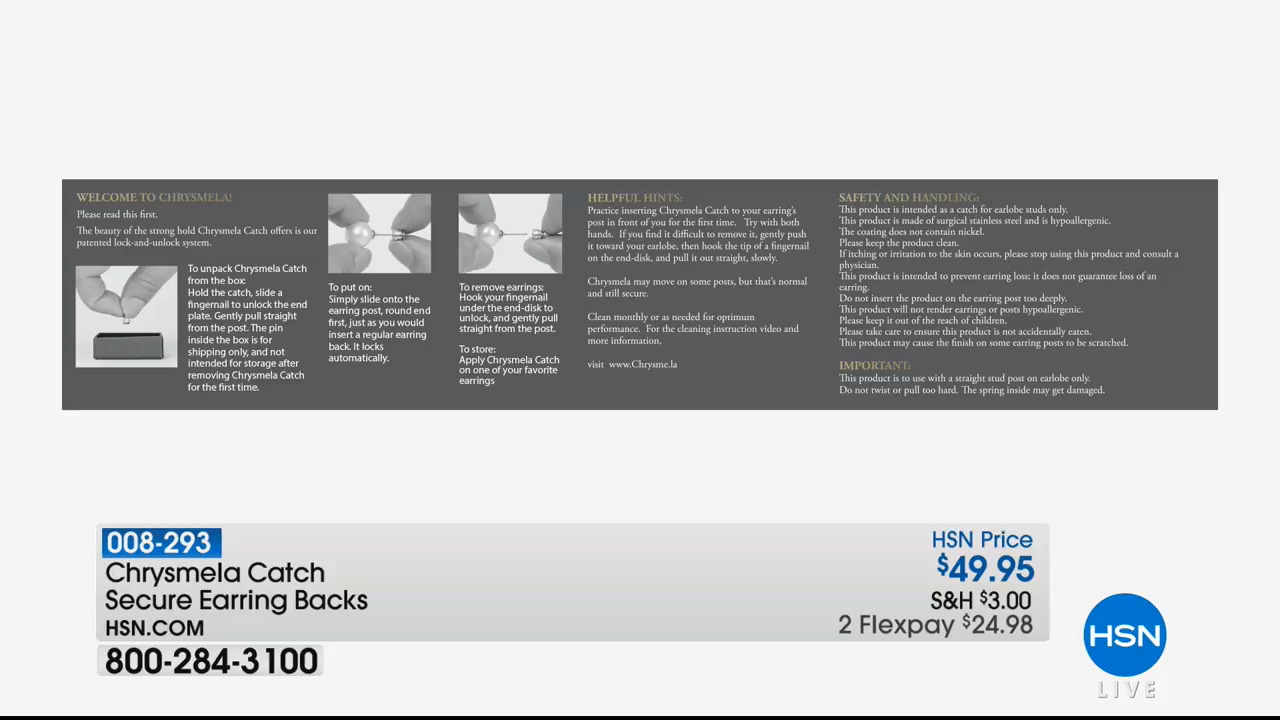 WELCOME TO CHRYSMELA!
Please read this first.
The beauty of the strong hold Chrysmela Catch offers is our
patented lock-and-unlock system.
To unpack Chrysmela Catch
from the box:
Hold the catch, slide a
fingernail to unlock the end
plate. Gently pull straight
from the post. The pin
inside the box is for
shipping only, and not
intended for storage after
removing Chrysmela Catch
for the first time.
To put on:
Simply slide onto the
earring post, round end
first, just as you would
insert a regular earring
back. It locks
automatically.
To remove earrings:
Hook your fingernail
under the end-disk to
unlock, and gently pull
straight from the post.
To store:
Apply Chrysmela Catch
on one of your favorite
earrings
HELPFUL HINTS:
Practice inserting Chrysmela Catch to your earring's
post in front of you for the first time. Try with both
hands. If you find it difficult to remove it, gently push
it toward your earlobe, then hook the tip of a fingernail
on the end-disk, and pull it out straight, slowly.
Chrysmela may move on some posts, but that's normal
and still secure.
Clean monthly or as needed for optimum
performance. For the cleaning instruction video and
more information,
visit www.Chrysme.la
SAFETY AND HANDLING:
This product is intended as a catch for earlobe studs only.
This product is made of surgical stainless steel and is hypoallergenic.
The coating does not contain nickel.
Please keep the product clean.
If itching or irritation to the skin occurs, please stop using this product and consult a
physician.
This product is intended to prevent earring loss; it does not guarantee loss of an
earring.
Do not insert the product on the earring post too deeply.
This product will not render earrings or posts hypoallergenic.
Please keep it out of the reach of children.
Please take care to ensure this product is not accidentally eaten.
This product may cause the finish on some earring posts to be scratched.
IMPORTANT:
This product is to use with a straight stud post on earlobe only.
Do not twist or pull too hard. The spring inside may get damaged.
008-293
Chrysmela Catch
Secure Earring Backs
HSN.COM
800-284-3100
HSN Price
$49.95
S&H $3.00
2 Flexpay $24.98
HSN
LIVE